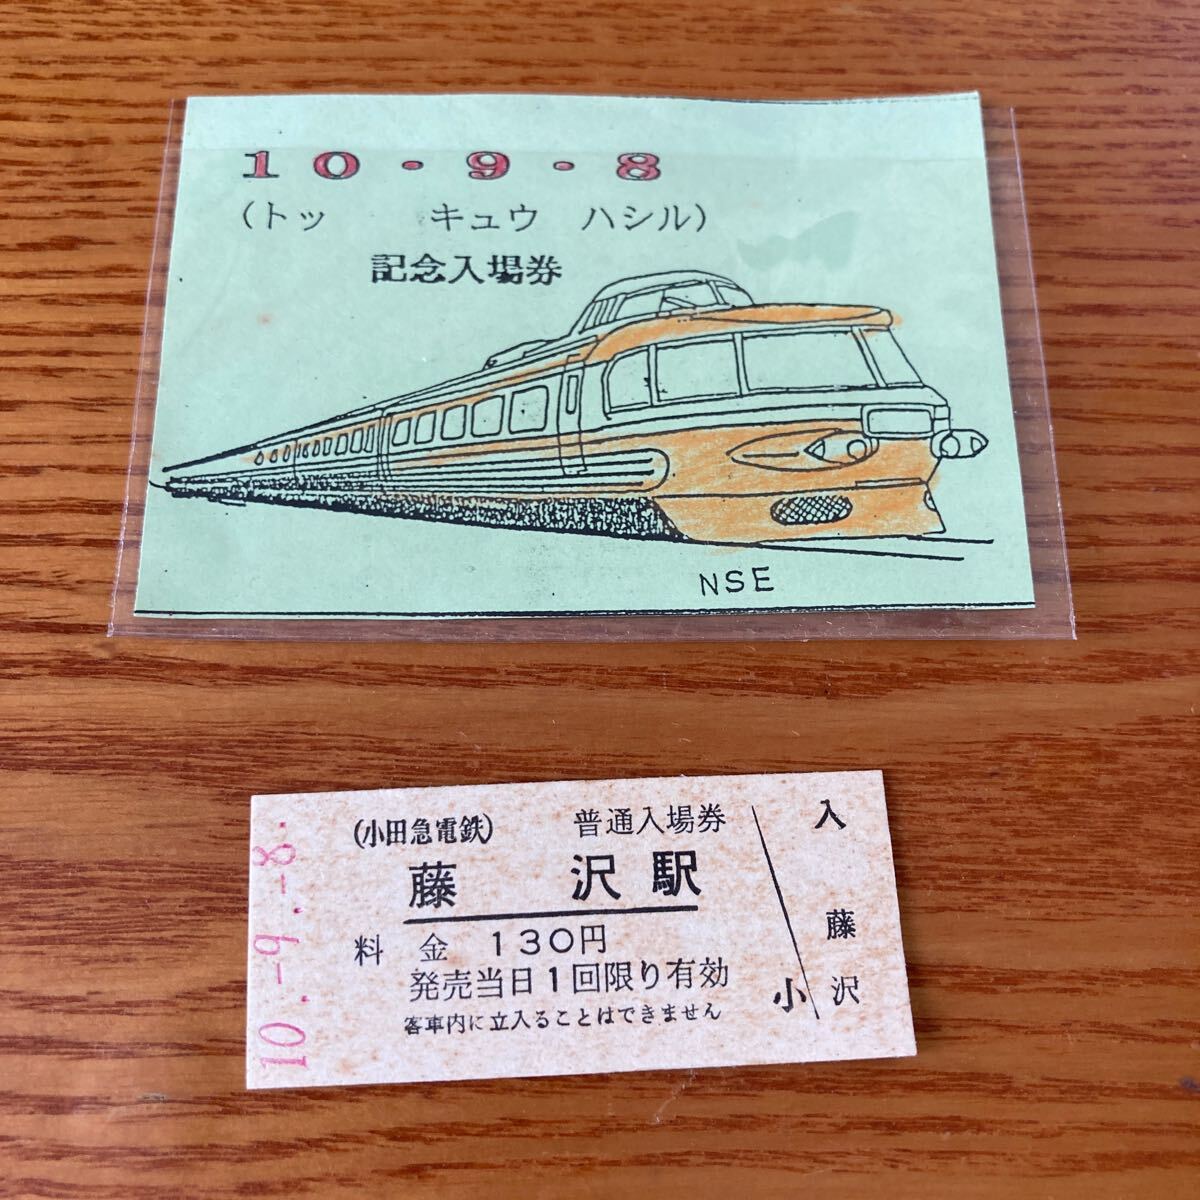 10・9・8
(トッ キュウ ハシル)
記念入場券
NSE
(小田急電鉄) 普通入場券
藤沢駅
料金 130円
発売当日1回限り有効
客車内に立入ることはできません
小
入
藤
沢
10.-9.-8.